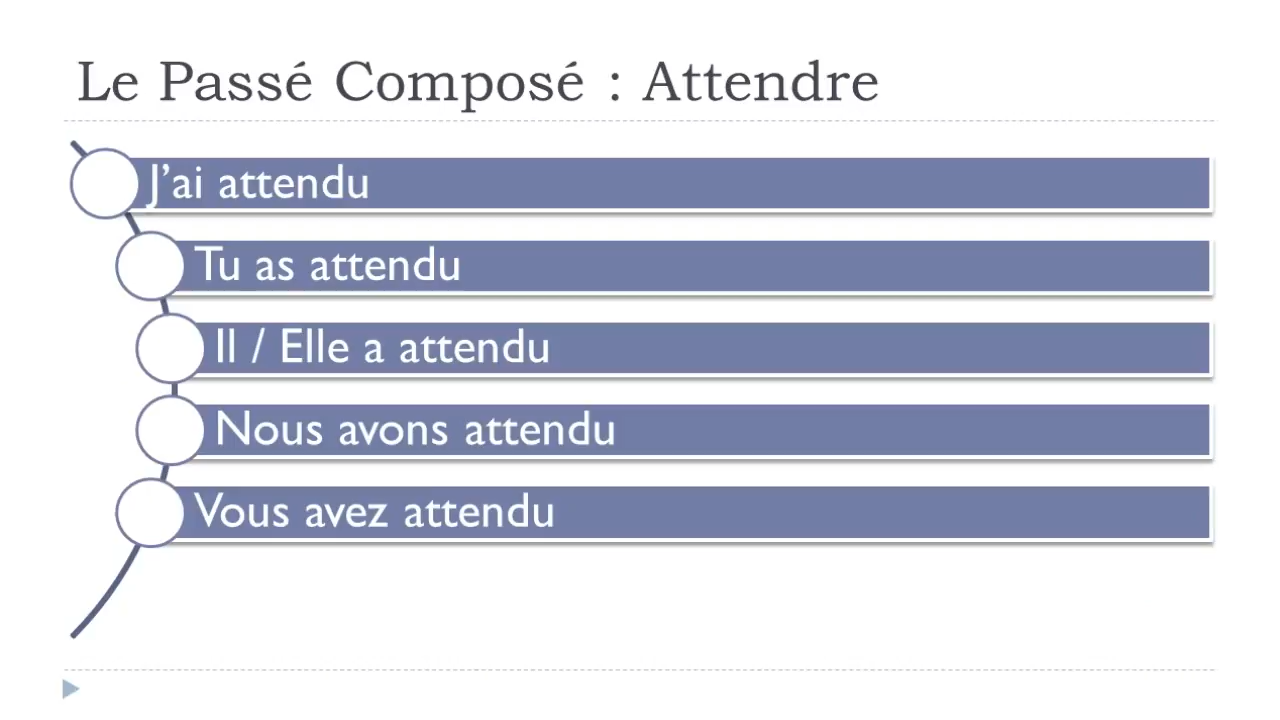 Le Passé Composé : Attendre
J’ai attendu
Tu as attendu
Il / Elle a attendu
Nous avons attendu
Vous avez attendu